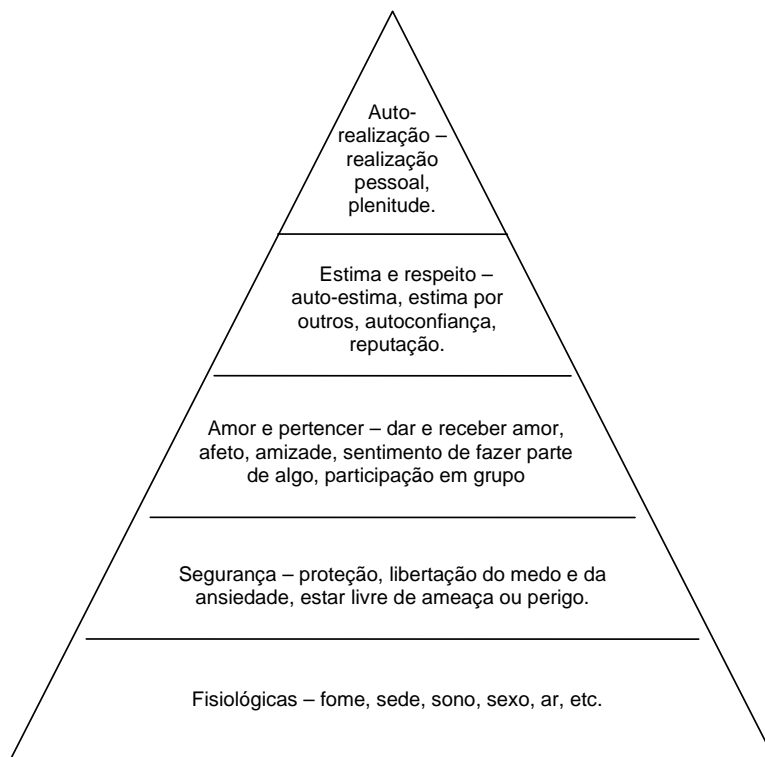 Auto-
realização –
realização
pessoal,
plenitude.
Estima e respeito –
auto-estima, estima por
outros, autoconfiança,
reputação.
Amor e pertencer – dar e receber amor,
afeto, amizade, sentimento de fazer parte
de algo, participação em grupo
Segurança – proteção, libertação do medo e da
ansiedade, estar livre de ameaça ou perigo.
Fisiológicas – fome, sede, sono, sexo, ar, etc.